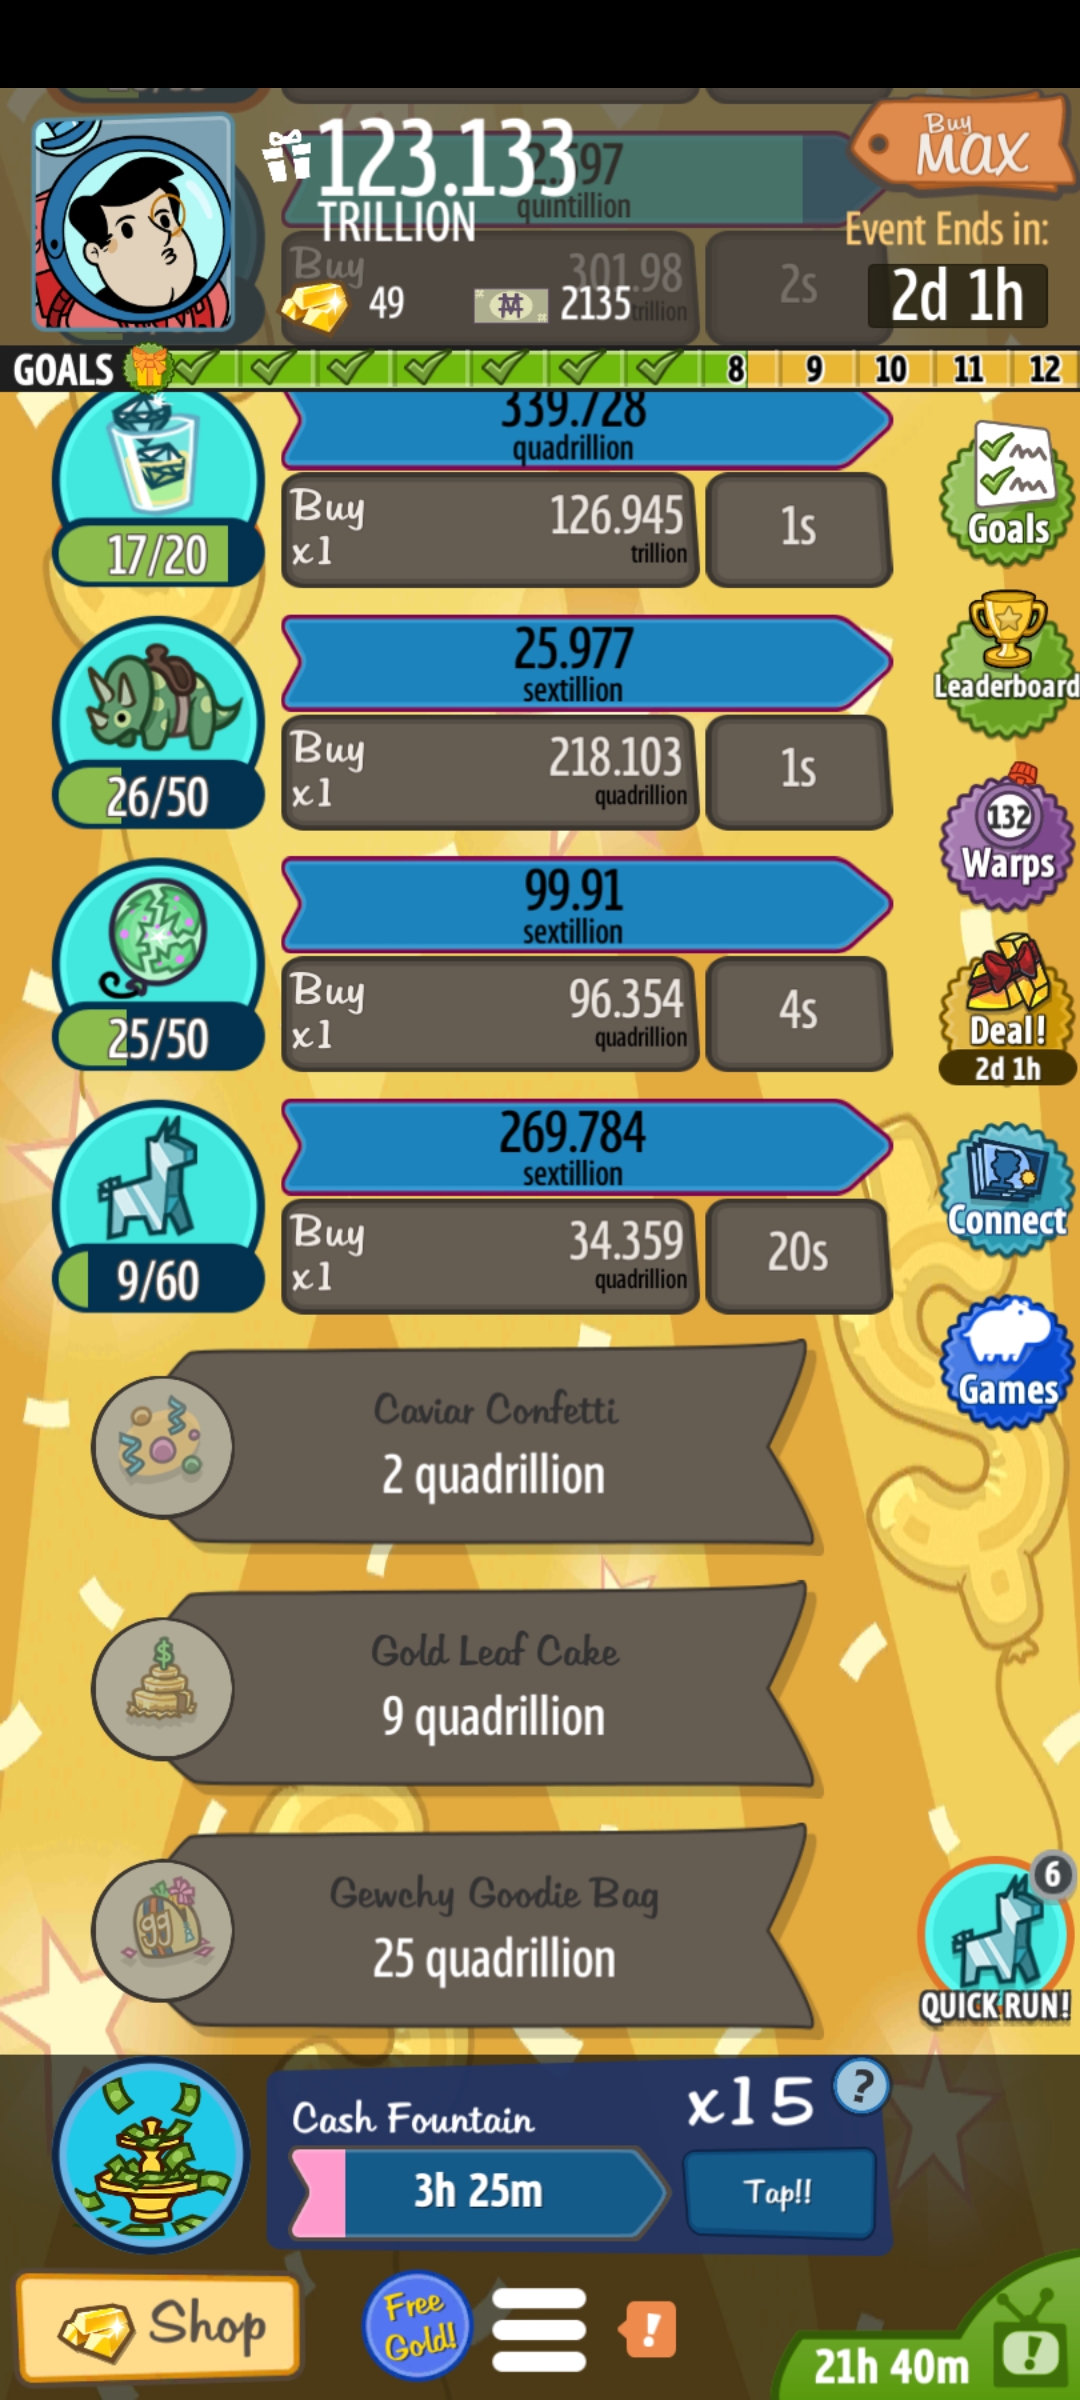 123.133
TRILLION
2.597
quintillion
Buy
MAX
Event Ends in:
2d 1h
Buy
301.98
trillion
2s
49
2135
GOALS
8
9
10
11
12
339.728
quadrillion
Buy
x1
126.945
trillion
1s
17/20
Goals
25.977
sextillion
Buy
x1
218.103
quadrillion
1s
26/50
Leaderboard
99.91
sextillion
Buy
x1
96.354
quadrillion
4s
25/50
132
Warps
Deal!
2d 1h
269.784
sextillion
Buy
x1
34.359
quadrillion
20s
9/60
Connect
Games
Caviar Confetti
2 quadrillion
$
Gold Leaf Cake
9 quadrillion
gg
Gewchy Goodie Bag
25 quadrillion
6
QUICK RUN!
Cash Fountain
x15
?
3h 25m
Tap!!
Shop
Free
Gold!
!
21h 40m
!